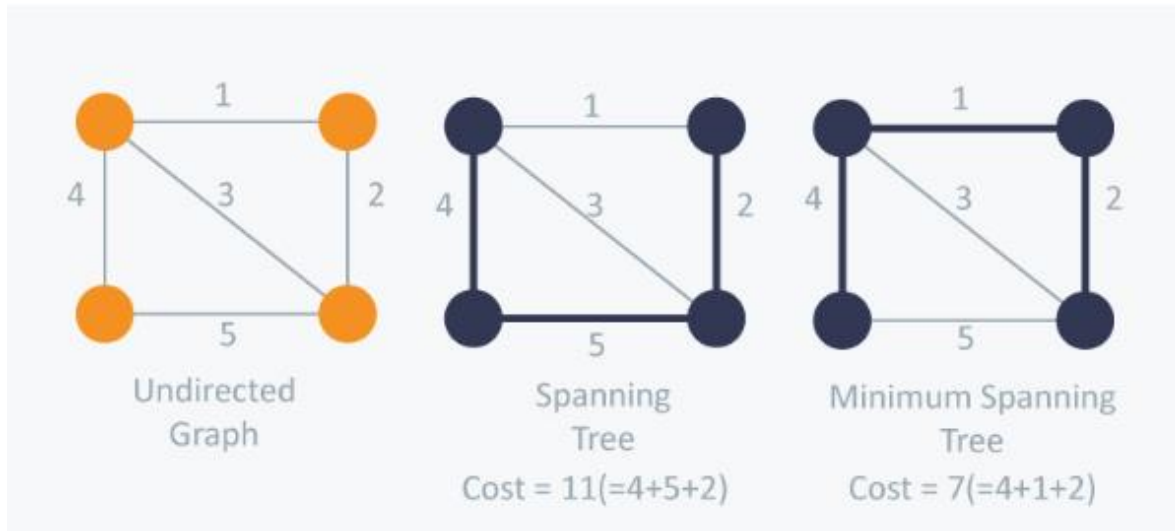 1
4
3
2
5
Undirected
Graph
1
4
3
2
5
Spanning
Tree
Cost = 11(=4+5+2)
1
4
3
2
5
Minimum Spanning
Tree
Cost = 7(=4+1+2)